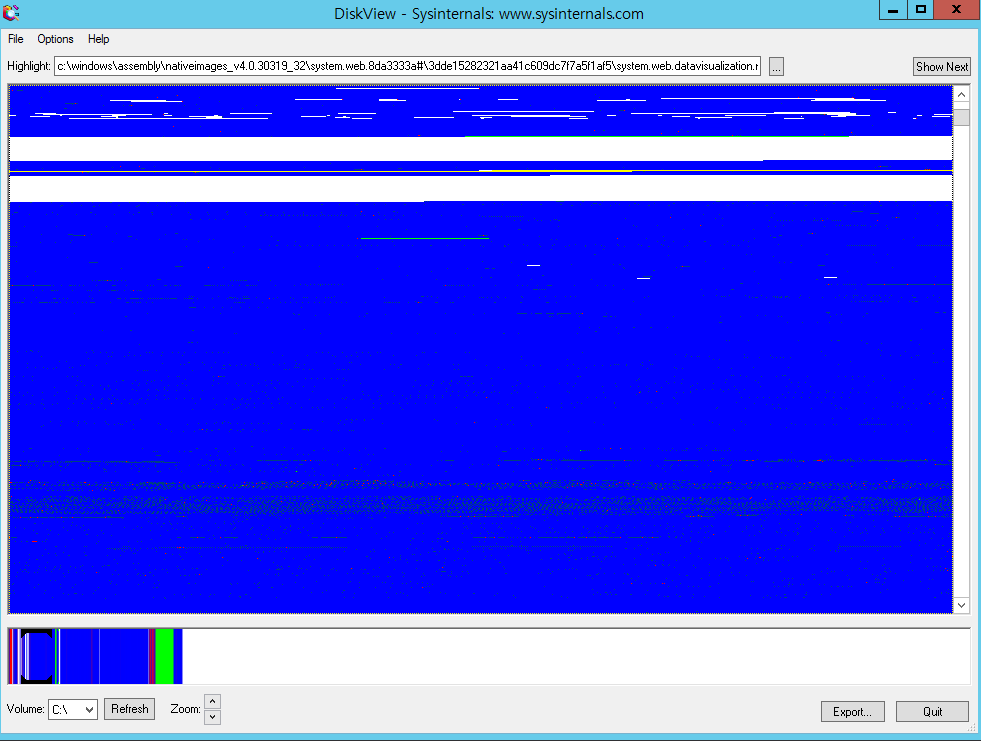 DiskView - Sysinternals: www.sysinternals.com
File Options Help
Highlight: c:\windows\assembly\nativeimages_v4.0.30319_32\system.web.8da3333a#\3dde15282321aa41c609dc7f7a5f1af5\system.web.datavisualization.r ... Show Next
Volume: C:\ Refresh Zoom: Export... Quit